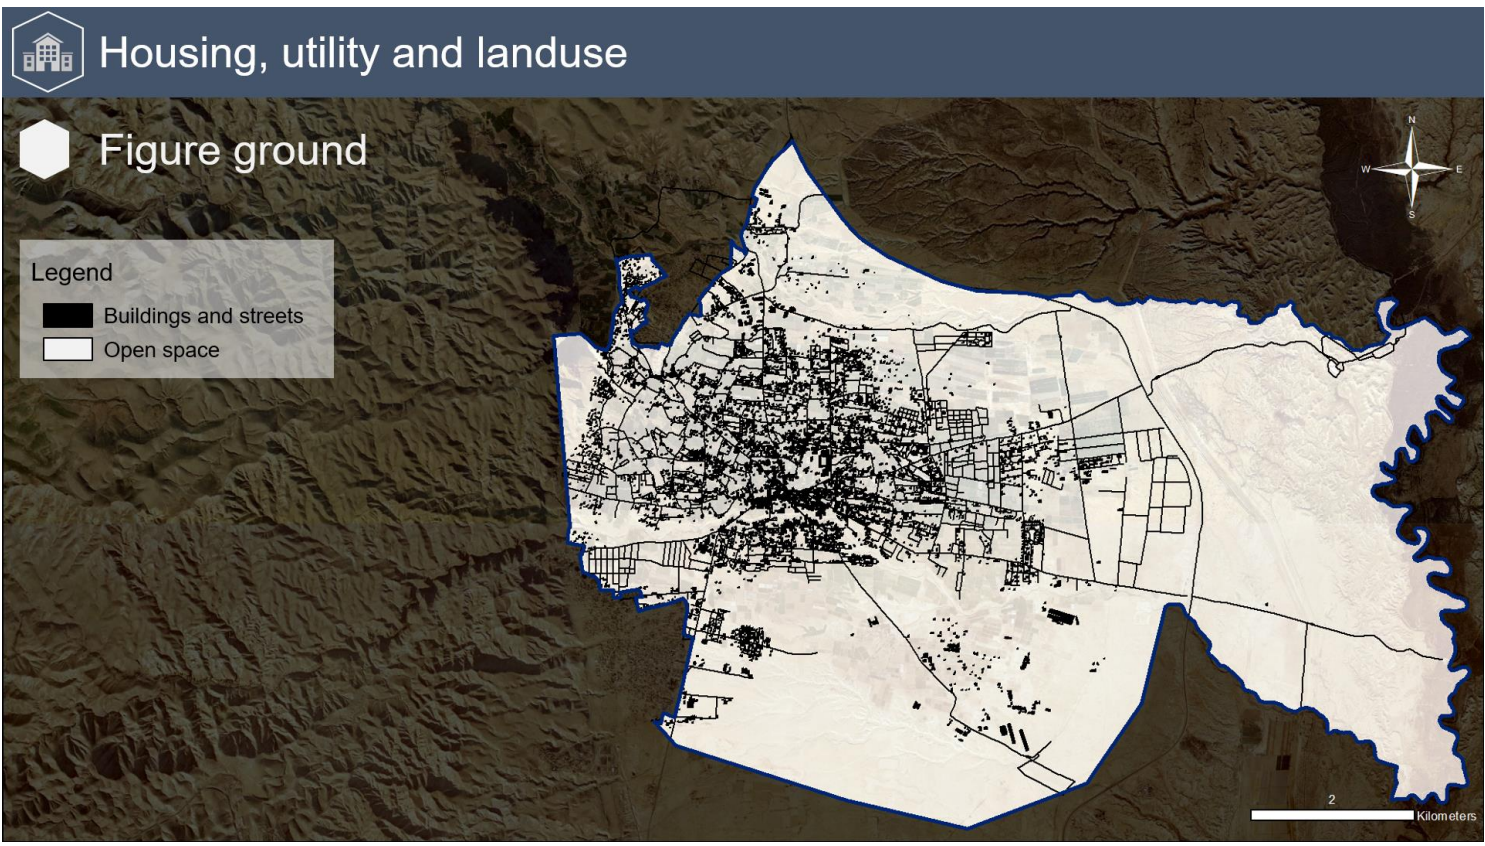 Housing, utility and landuse
Figure ground
Legend
Buildings and streets
Open space
N
W
E
S
2
Kilometers